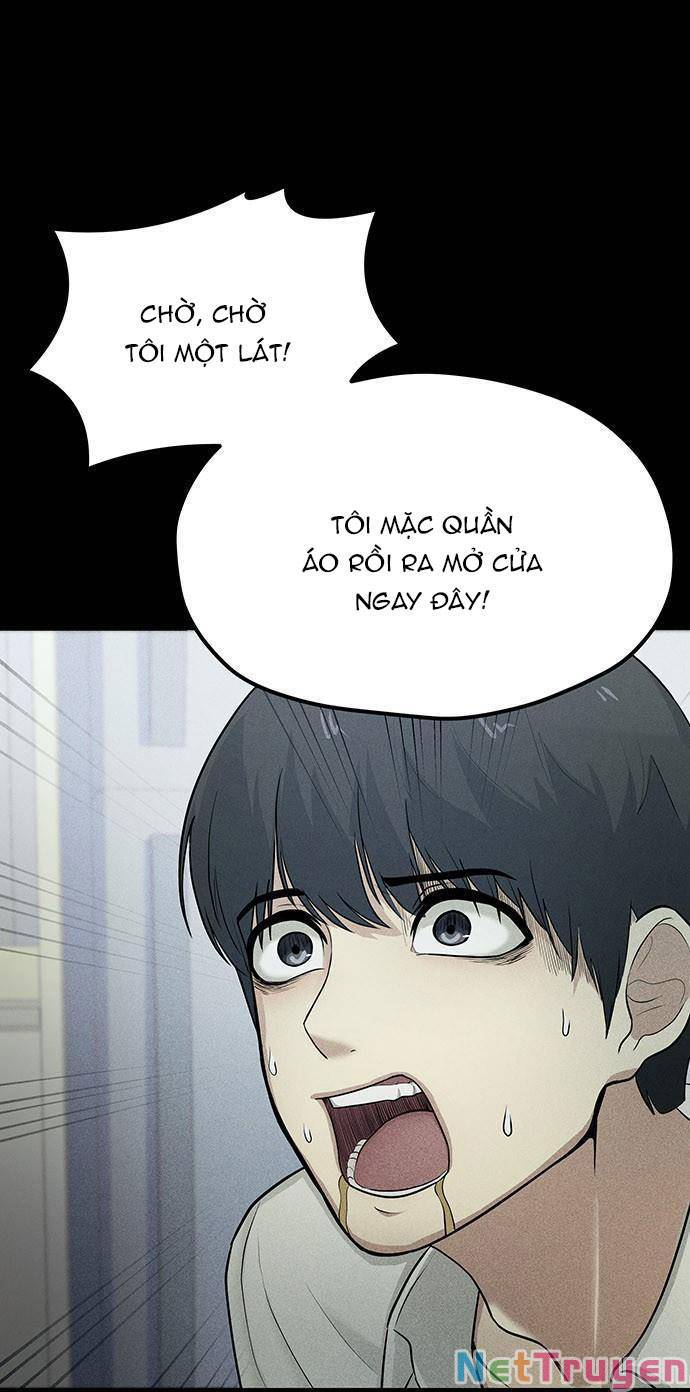 CHỜ, CHỜ
TÔI MỘT LÁT!
TÔI MẶC QUẦN
ÁO RỒI RA MỞ CỬA
NGAY ĐÂY!
NetTruyen